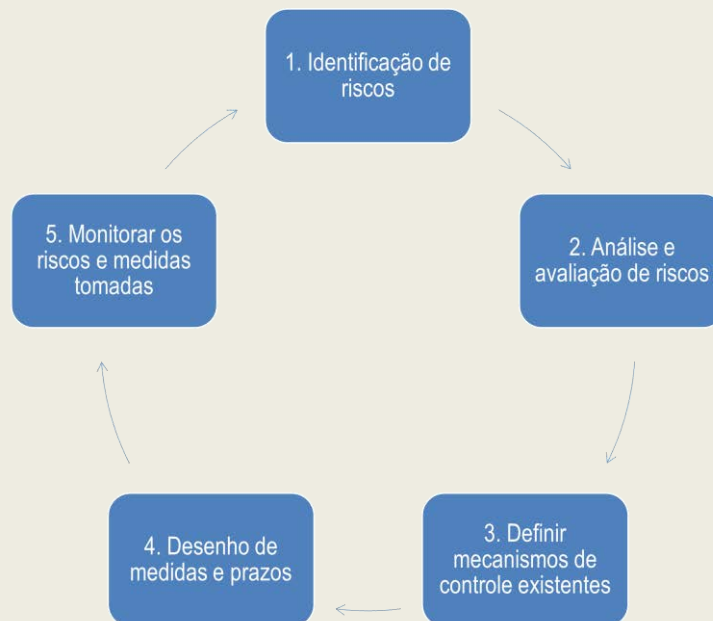 1. Identificação de
riscos
2. Análise e
avaliação de riscos
3. Definir
mecanismos de
controle existentes
4. Desenho de
medidas e prazos
5. Monitorar os
riscos e medidas
tomadas